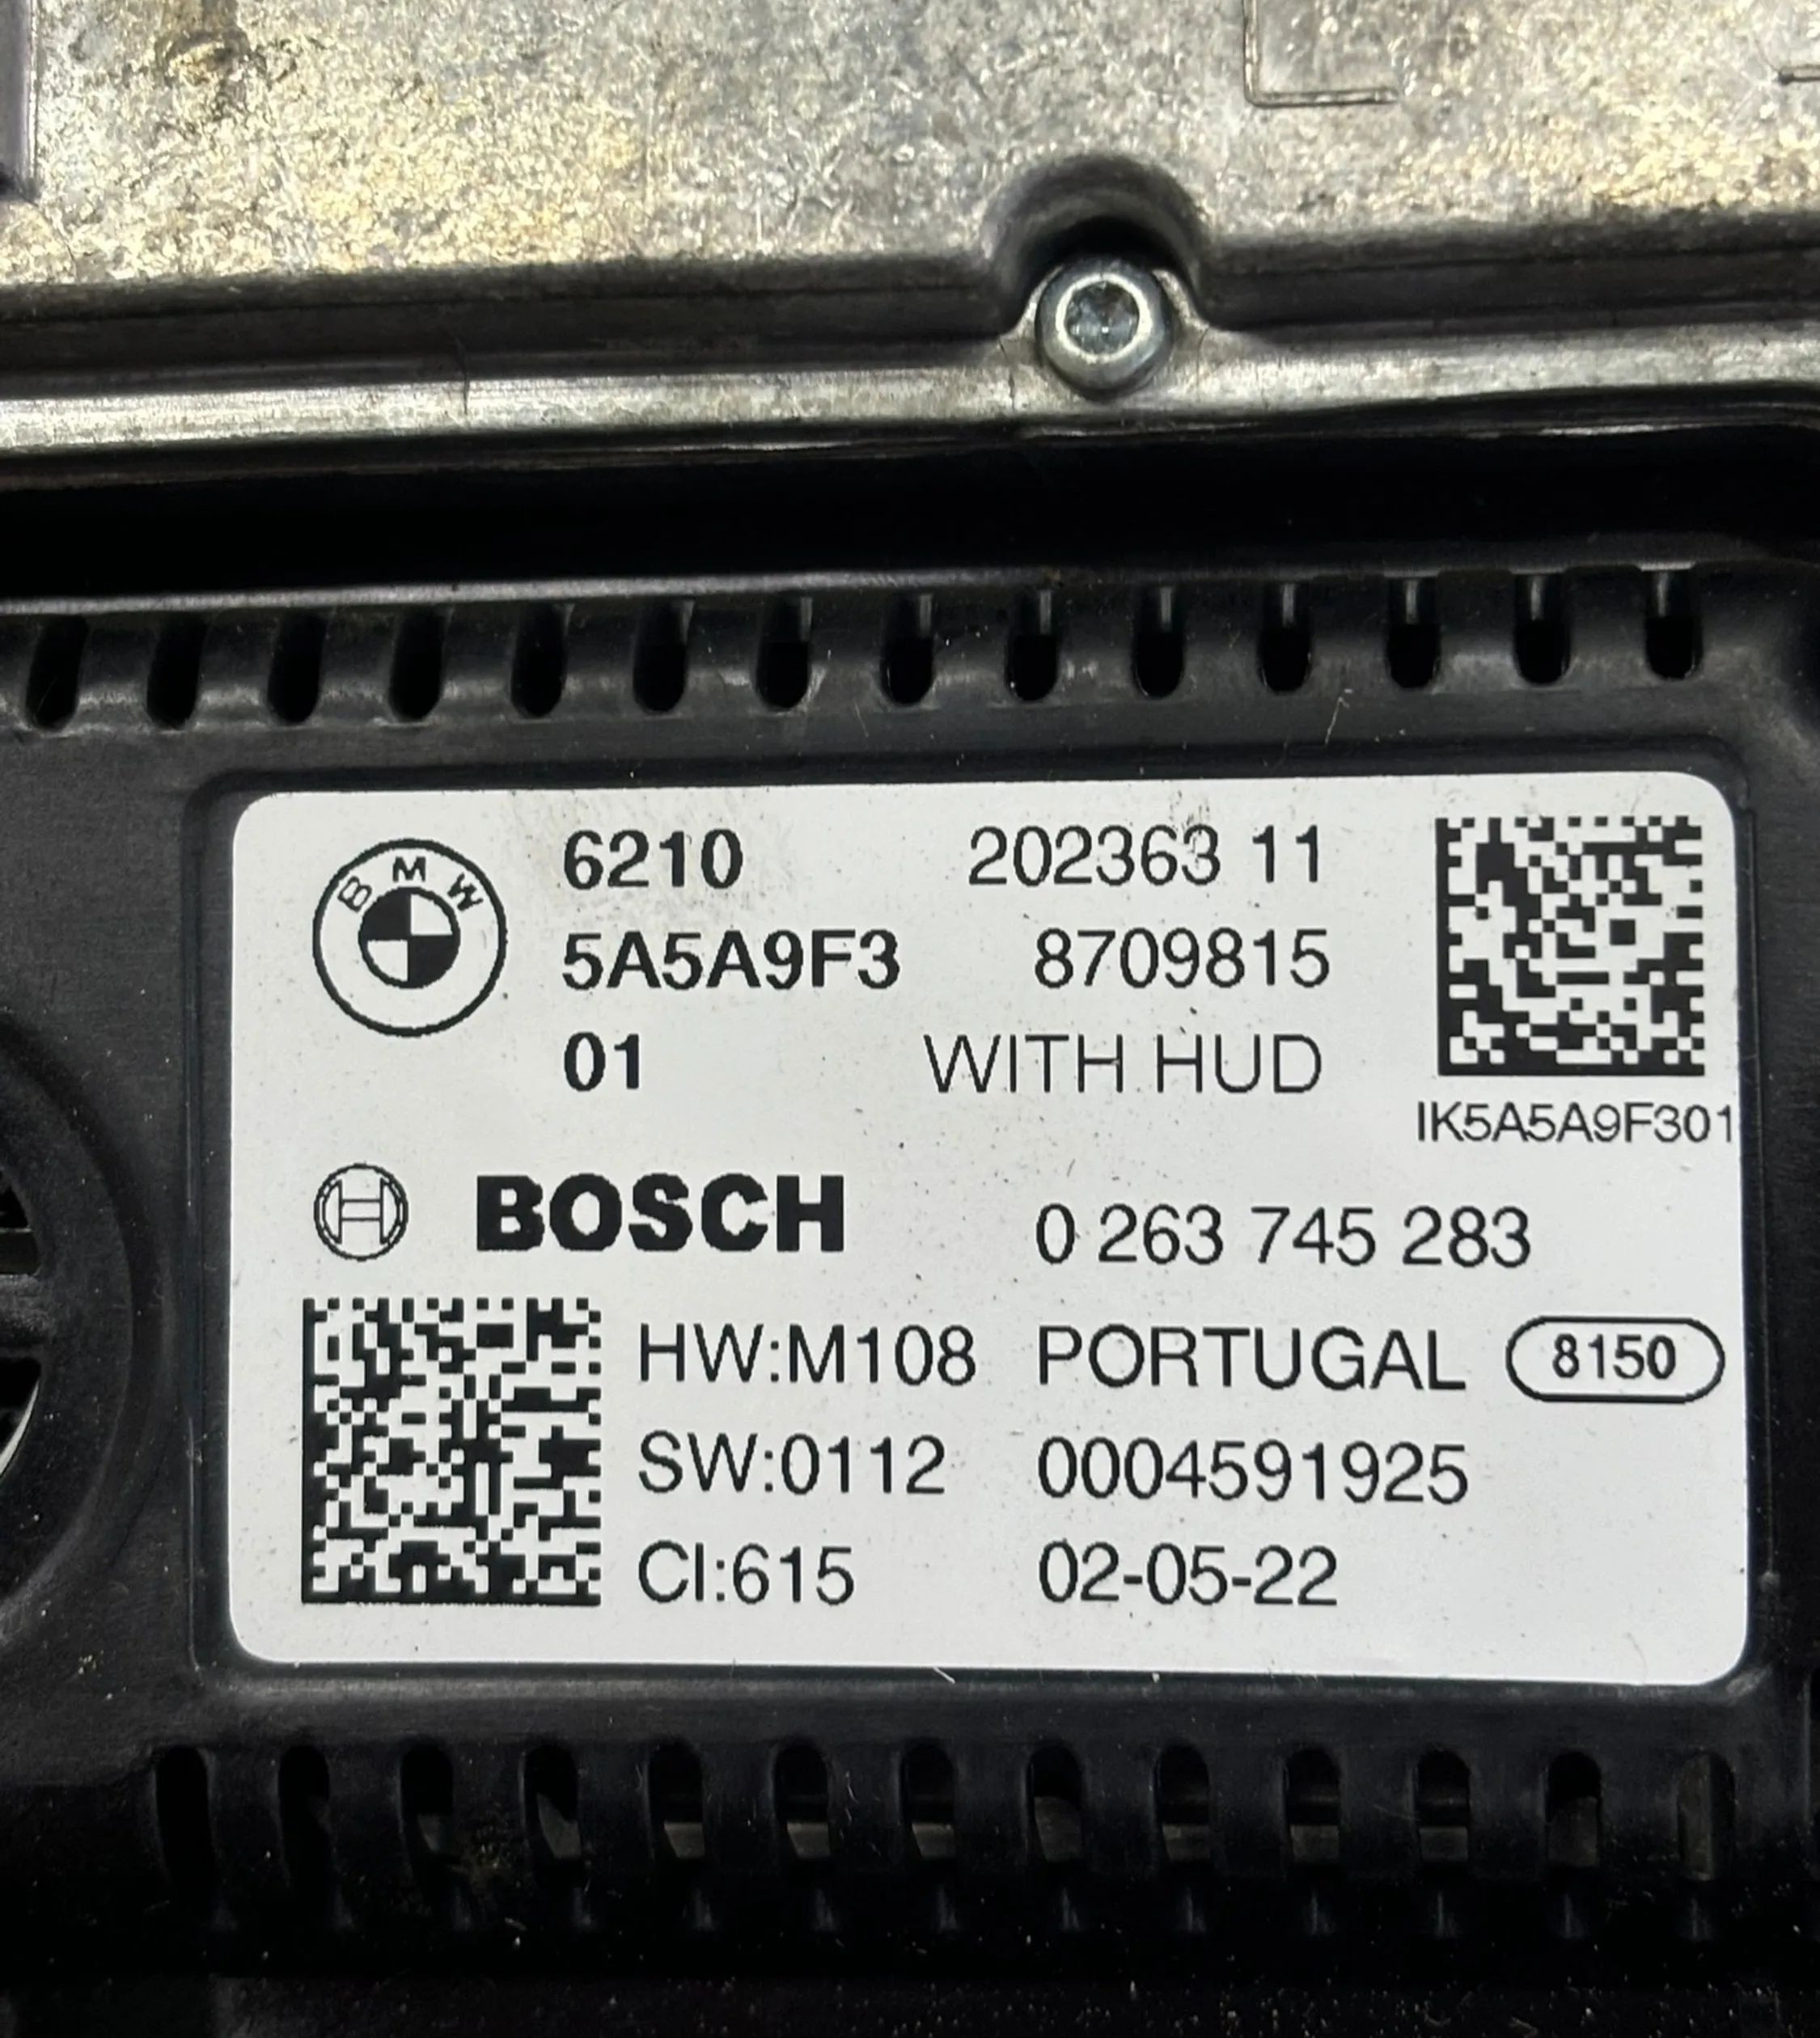 BMW
6210 202363 11
5A5A9F3 8709815
01 WITH HUD
IK5A5A9F301
BOSCH 0 263 745 283
HW:M108 PORTUGAL 8150
SW:0112 0004591925
CI:615 02-05-22